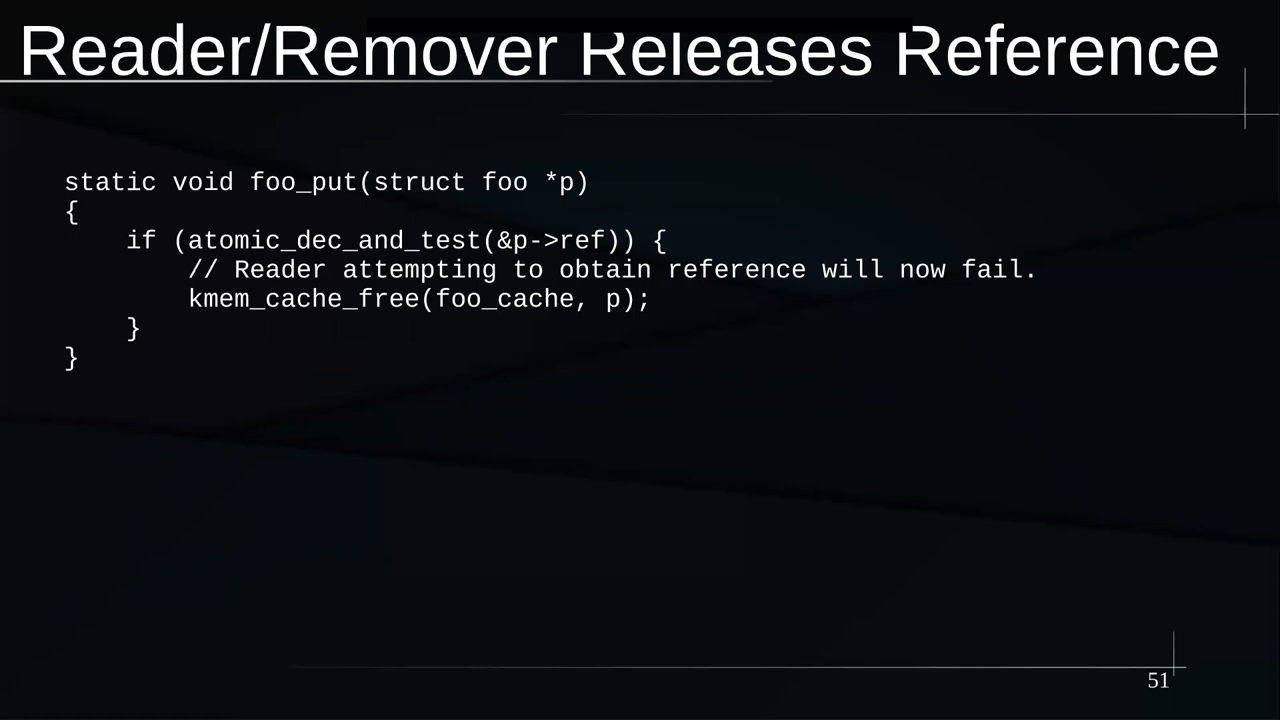 Reader/Remover Releases Reference
static void foo_put(struct foo *p)
{
    if (atomic_dec_and_test(&p->ref)) {
        // Reader attempting to obtain reference will now fail.
        kmem_cache_free(foo_cache, p);
    }
}
51